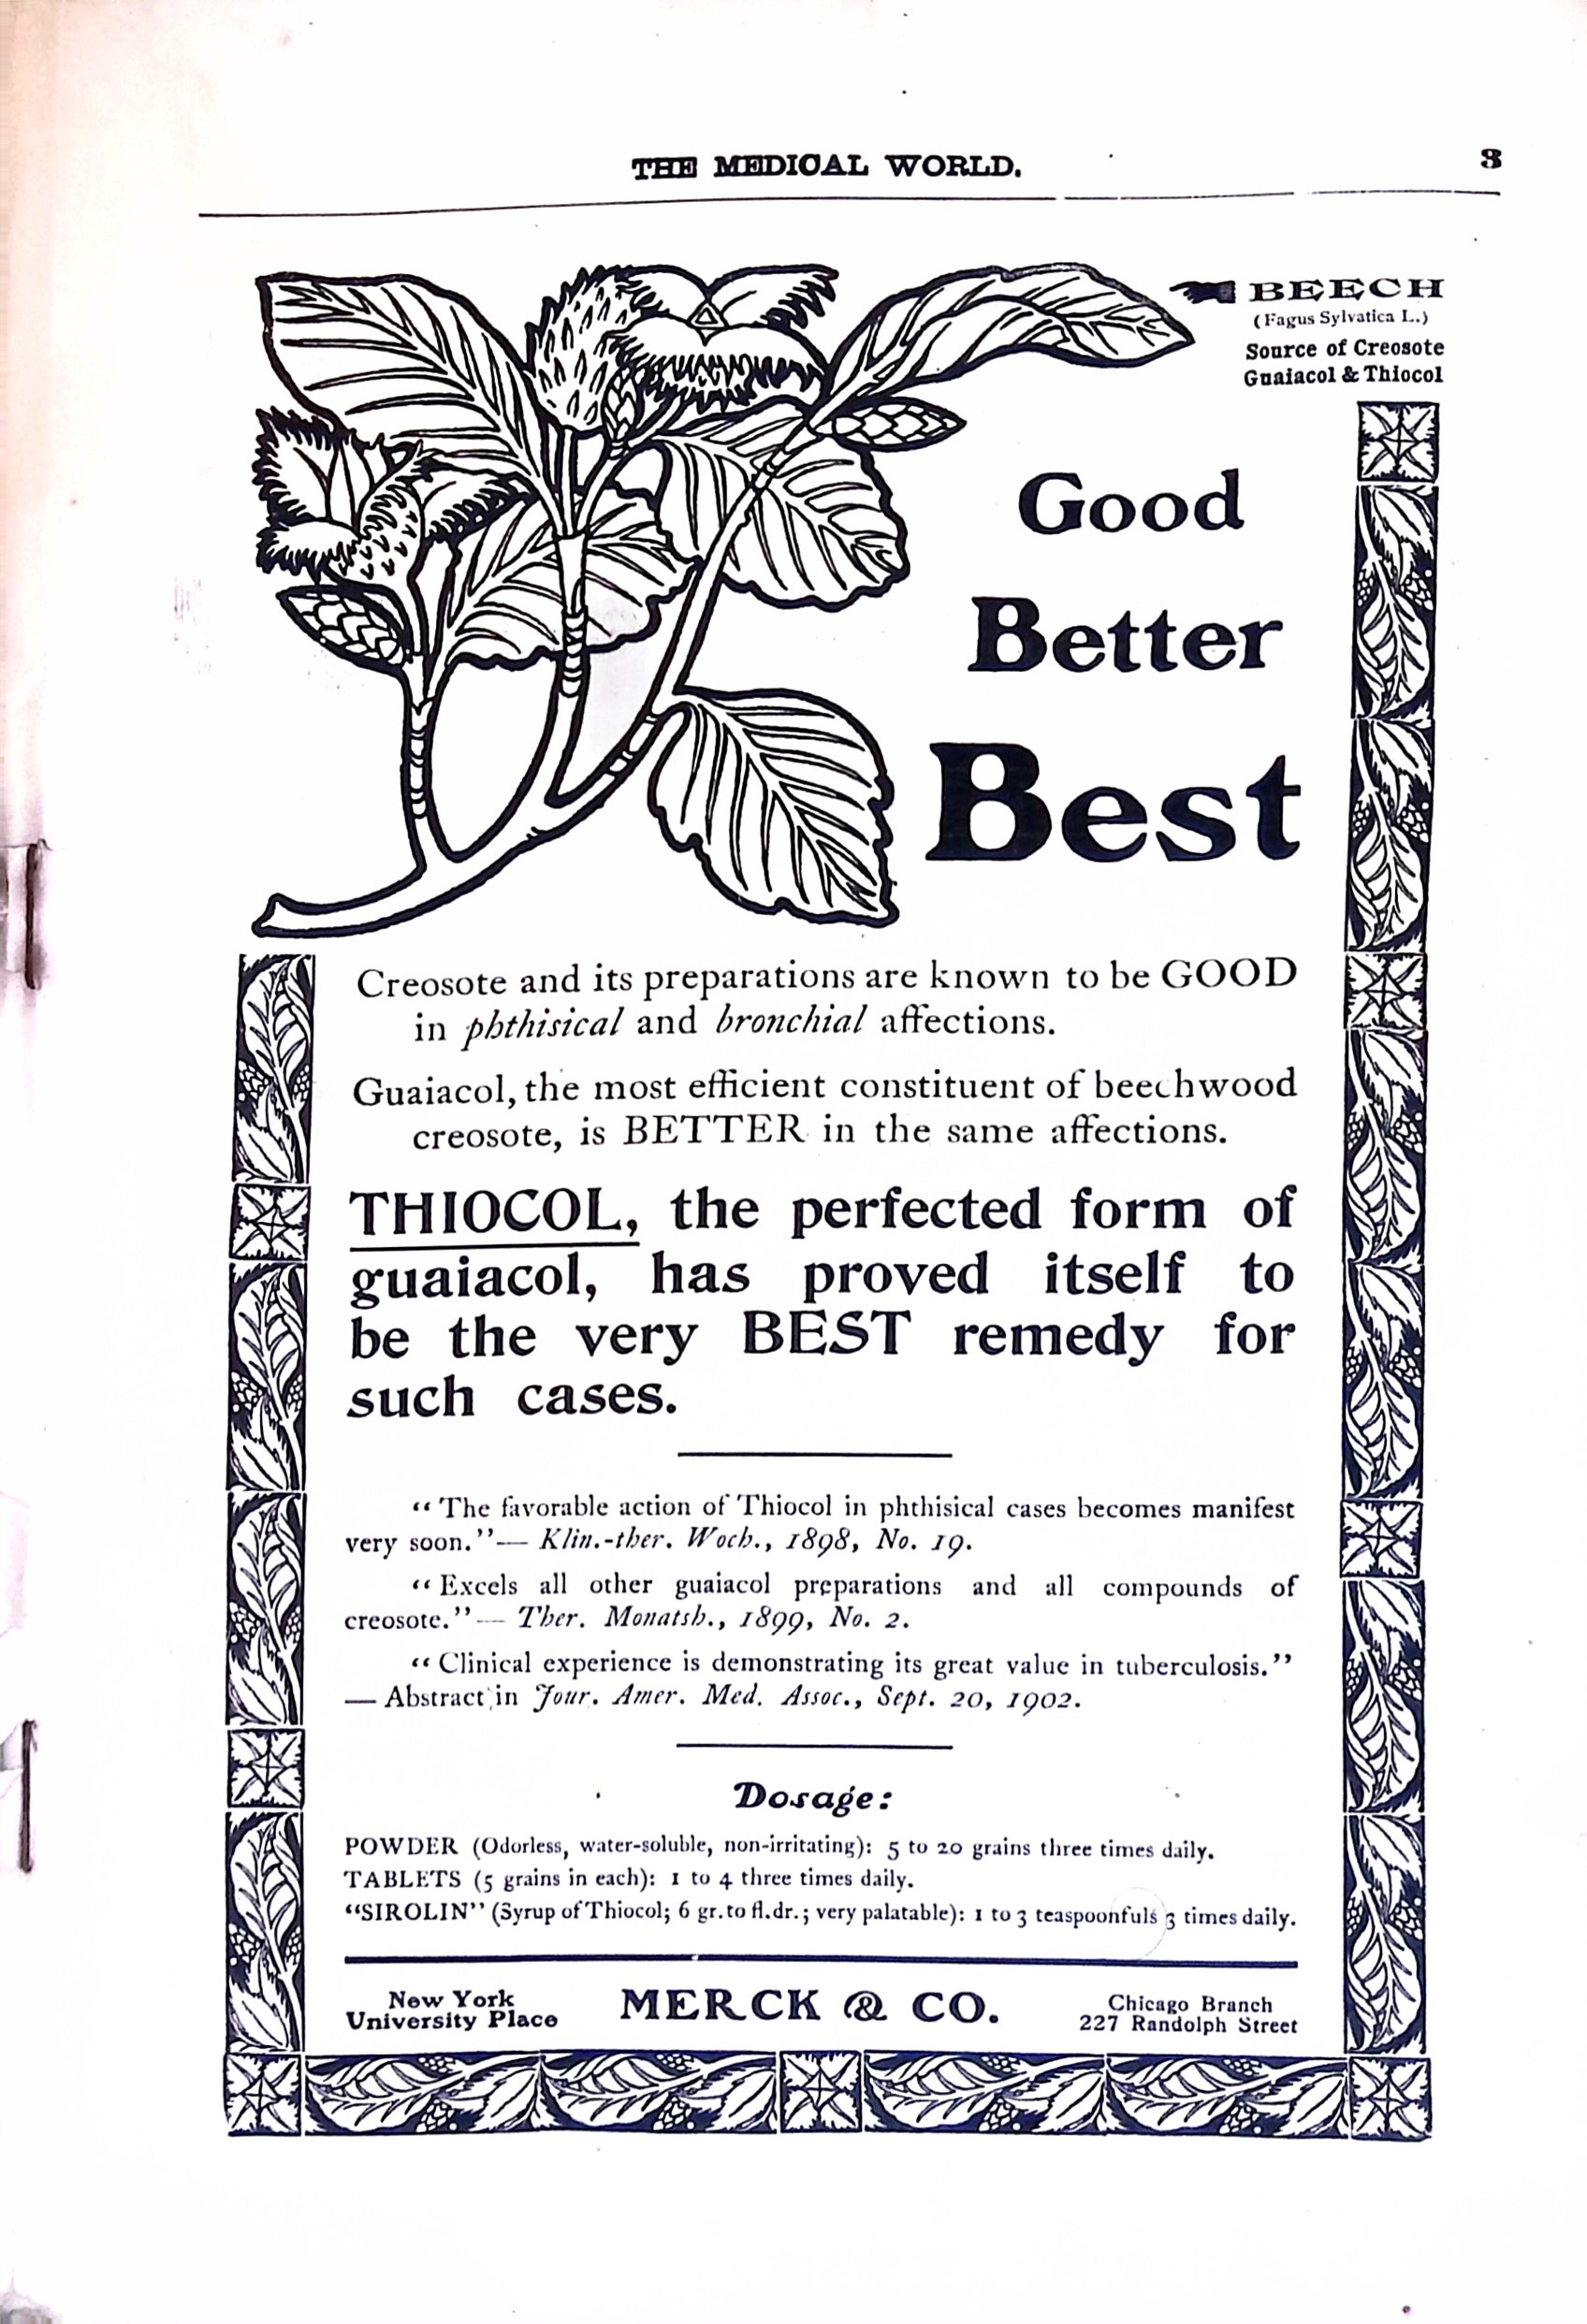 THE MEDICAL WORLD. 3
BEECH
(Fagus Sylvatica L.)
Source of Creosote
Guaiacol & Thiocol
Good
Better
Best
Creosote and its preparations are known to be GOOD
in phthisical and bronchial affections.
Guaiacol, the most efficient constituent of beechwood
creosote, is BETTER in the same affections.
THIOCOL, the perfected form of
guaiacol, has proved itself to
be the very BEST remedy for
such cases.
“The favorable action of Thiocol in phthisical cases becomes manifest
very soon.”— Klin.-ther. Woch., 1898, No. 19.
“Excels all other guaiacol preparations and all compounds of
creosote.”— Ther. Monatsh., 1899, No. 2.
“Clinical experience is demonstrating its great value in tuberculosis.”
— Abstract in Jour. Amer. Med. Assoc., Sept. 20, 1902.
Dosage:
POWDER (Odorless, water-soluble, non-irritating): 5 to 20 grains three times daily.
TABLETS (5 grains in each): 1 to 4 three times daily.
“SIROLIN” (Syrup of Thiocol; 6 gr. to fl.dr.; very palatable): 1 to 3 teaspoonfuls 3 times daily.
New York
University Place
MERCK & CO.
Chicago Branch
227 Randolph Street